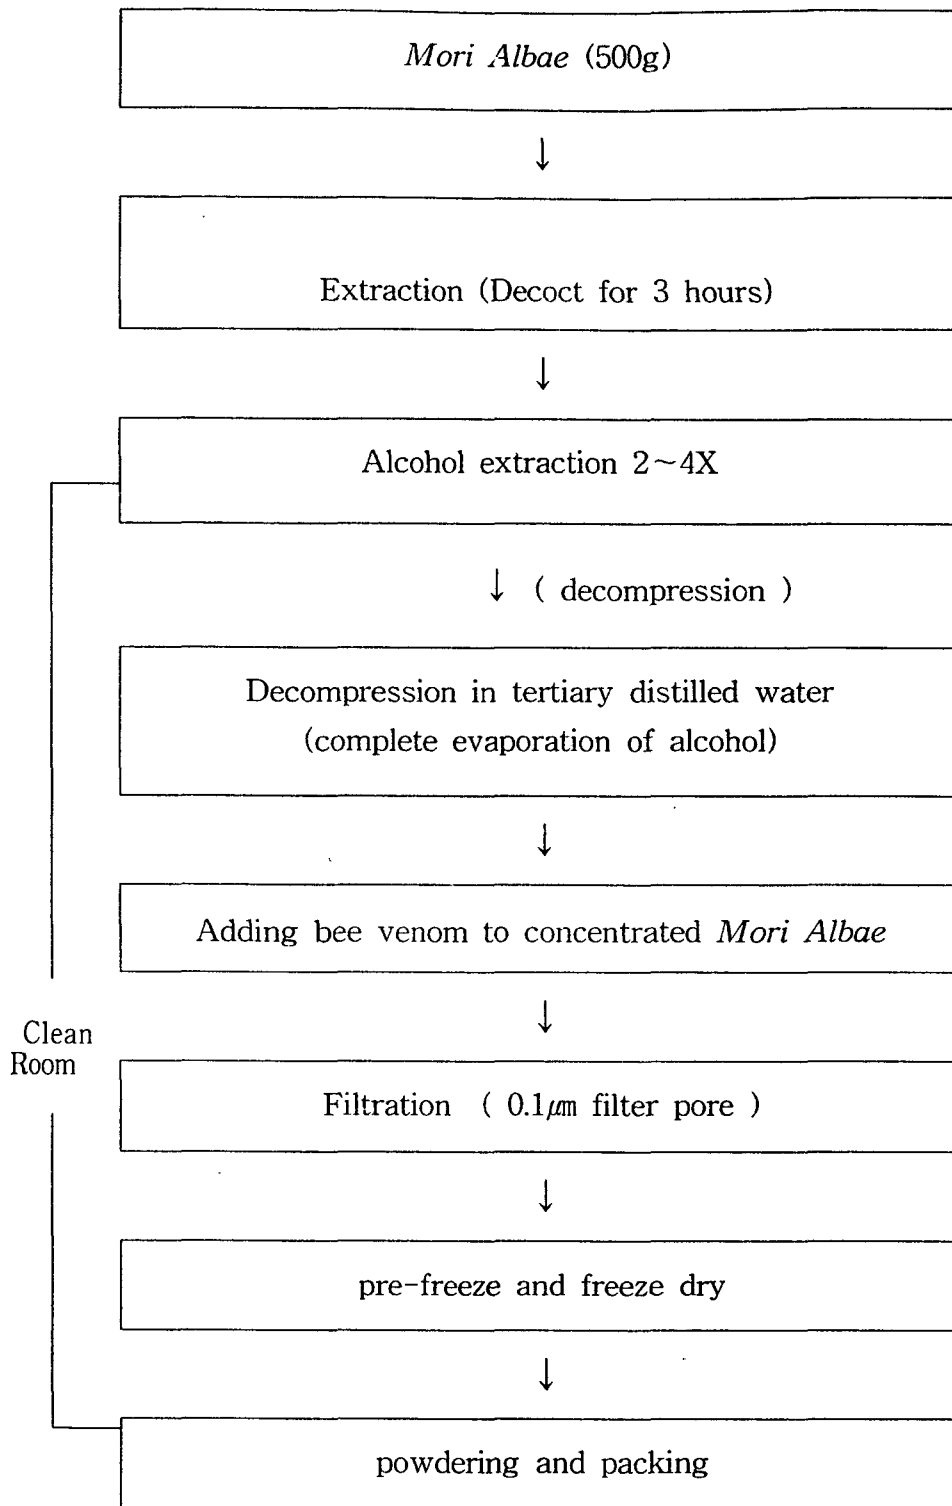 Mori Albae (500g)
↓
Extraction (Decoct for 3 hours)
↓
Alcohol extraction 2~4X
↓ ( decompression )
Decompression in tertiary distilled water
(complete evaporation of alcohol)
↓
Adding bee venom to concentrated Mori Albae
↓
Clean
Room
Filtration ( 0.1㎛ filter pore )
↓
pre-freeze and freeze dry
↓
powdering and packing